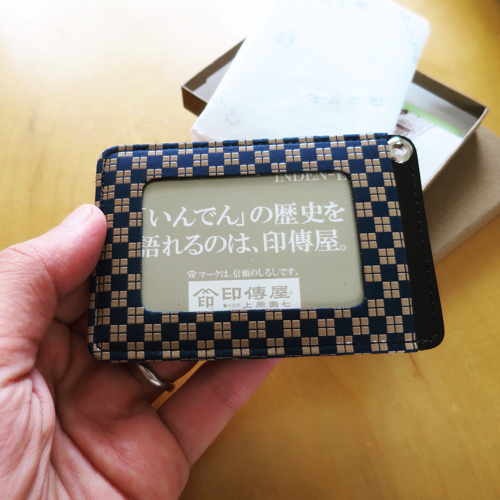 INDEN-Y
「いんでん」の歴史を
語れるのは、印傳屋。
マークは、信頼のしるしです。
印 印傳屋
上原勇七